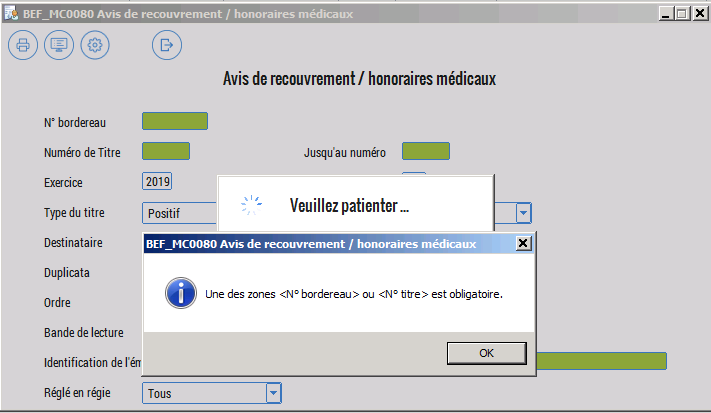 BEF_MC0080 Avis de recouvrement / honoraires médicaux
Avis de recouvrement / honoraires médicaux
N° bordereau
Numéro de Titre Jusqu'au numéro
Exercice 2019
Veuillez patienter ...
Type du titre Positif
Destinataire
BEF_MC0080 Avis de recouvrement / honoraires médicaux
Duplicata
Une des zones <N° bordereau> ou <N° titre> est obligatoire.
Ordre
Bande de lecture
OK
Identification de l'ém
Réglé en régie Tous